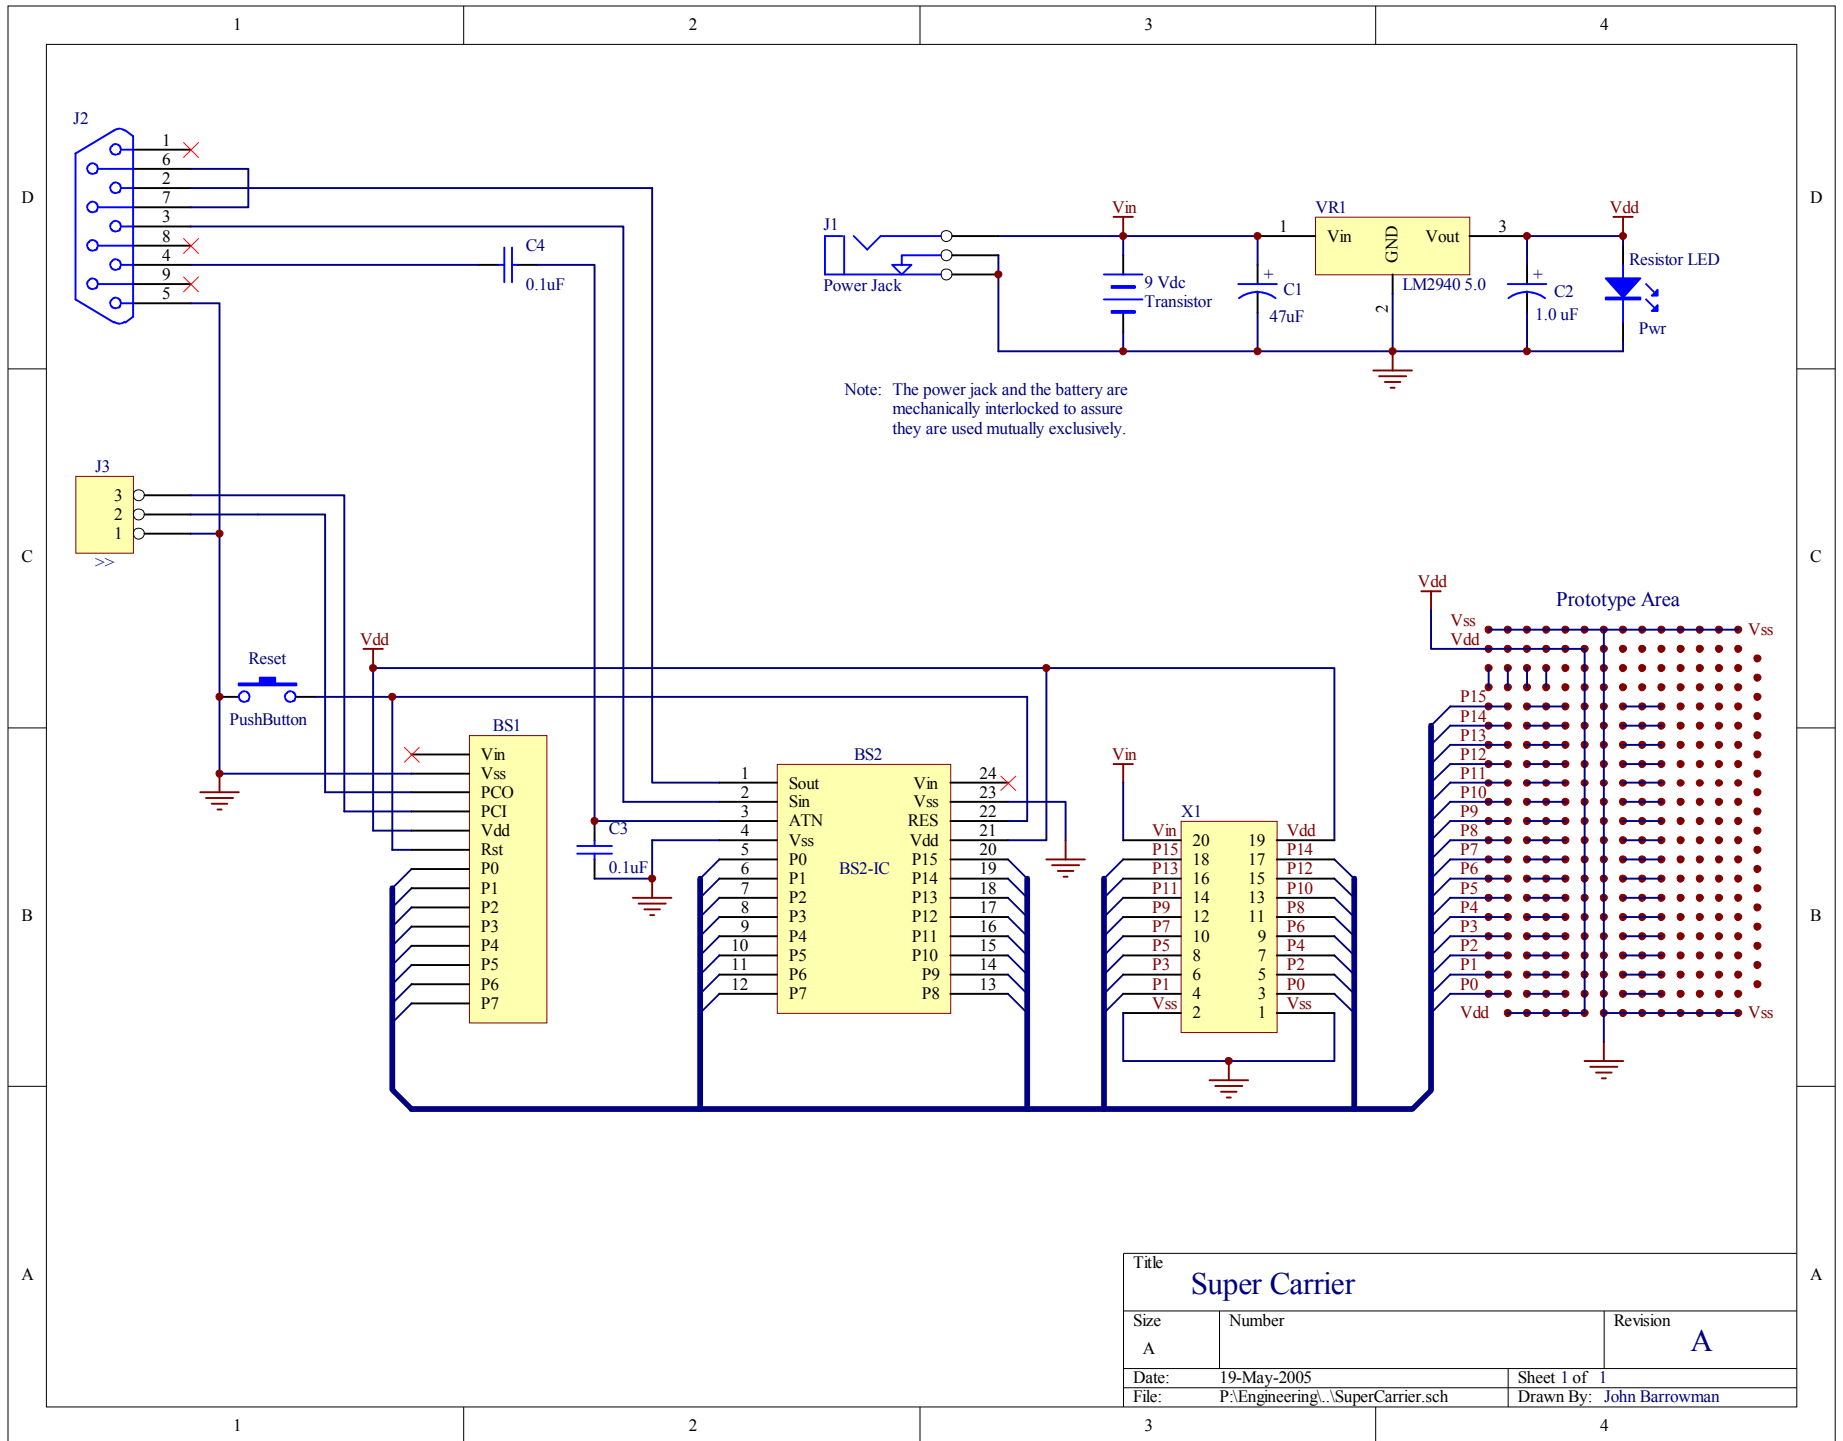 1 2 3 4
D
C
B
A
D
C
B
A
1 2 3 4
J2
1
6
2
7
3
8
4
9
5
C4
0.1uF
J1
Power Jack
Vin
9 Vdc
Transistor
+
C1
47uF
VR1
1
Vin
GND
Vout
3
2
LM2940 5.0
+
C2
1.0 uF
Vdd
Resistor LED
Pwr
Note: The power jack and the battery are
mechanically interlocked to assure
they are used mutually exclusively.
J3
3
2
1
>>
Reset
PushButton
Vdd
BS1
Vin
Vss
PCO
PCI
Vdd
Rst
P0
P1
P2
P3
P4
P5
P6
P7
C3
0.1uF
BS2
BS2-IC
1 Sout Vin 24
2 Sin Vss 23
3 ATN RES 22
4 Vss Vdd 21
5 P0 P15 20
6 P1 P14 19
7 P2 P13 18
8 P3 P12 17
9 P4 P11 16
10 P5 P10 15
11 P6 P9 14
12 P7 P8 13
Vin
X1
Vin 20 19 Vdd
P15 18 17 P14
P13 16 15 P12
P11 14 13 P10
P9 12 11 P8
P7 10 9 P6
P5 8 7 P4
P3 6 5 P2
P1 4 3 P0
Vss 2 1 Vss
Vdd
Prototype Area
Vss Vss
Vdd
P15
P14
P13
P12
P11
P10
P9
P8
P7
P6
P5
P4
P3
P2
P1
P0
Vdd Vss
Title
Super Carrier
Size
A
Number
Revision
A
Date: 19-May-2005
Sheet 1 of 1
File: P:\Engineering\..\SuperCarrier.sch
Drawn By: John Barrowman